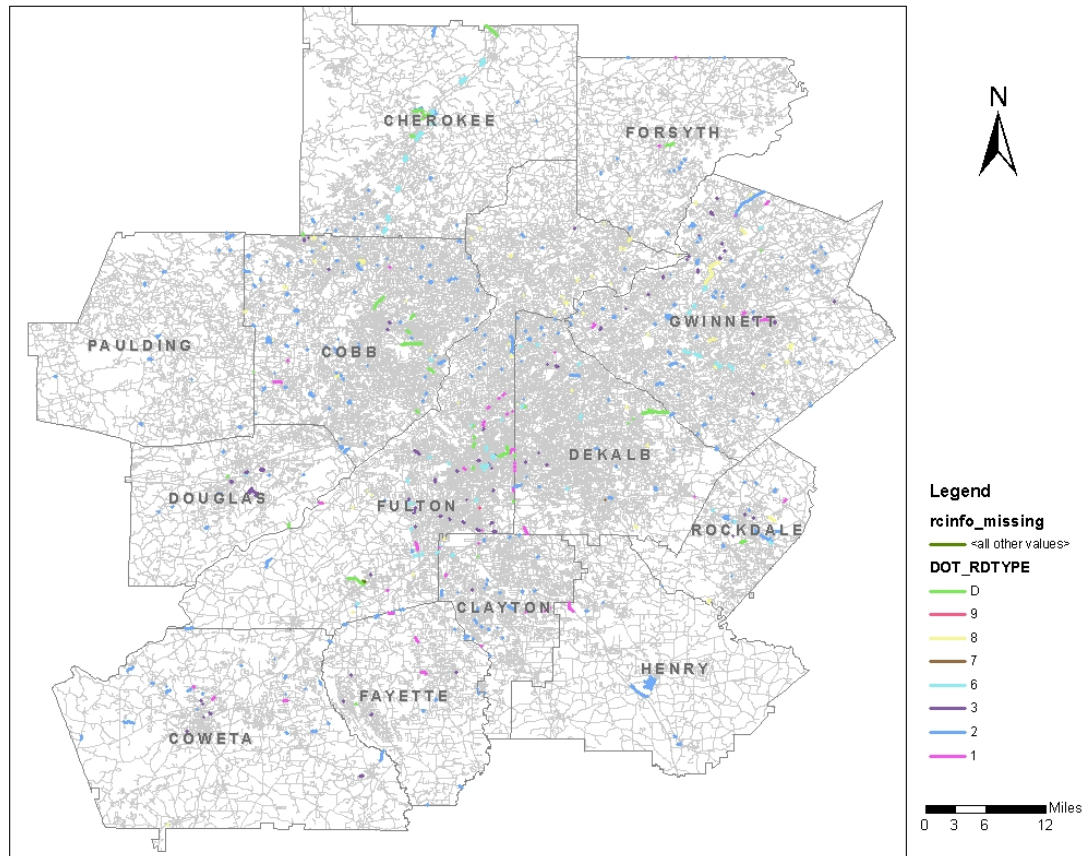 N
CHEROKEE
FORSYTH
GWINNETT
PAULDING
COBB
DEKALB
DOUGLAS
FULTON
ROCKDALE
CLAYTON
HENRY
FAYETTE
COWETA
Legend
rcinfo_missing
<all other values>
DOT_RDTYPE
D
9
8
7
6
3
2
1
Miles
0 3 6 12